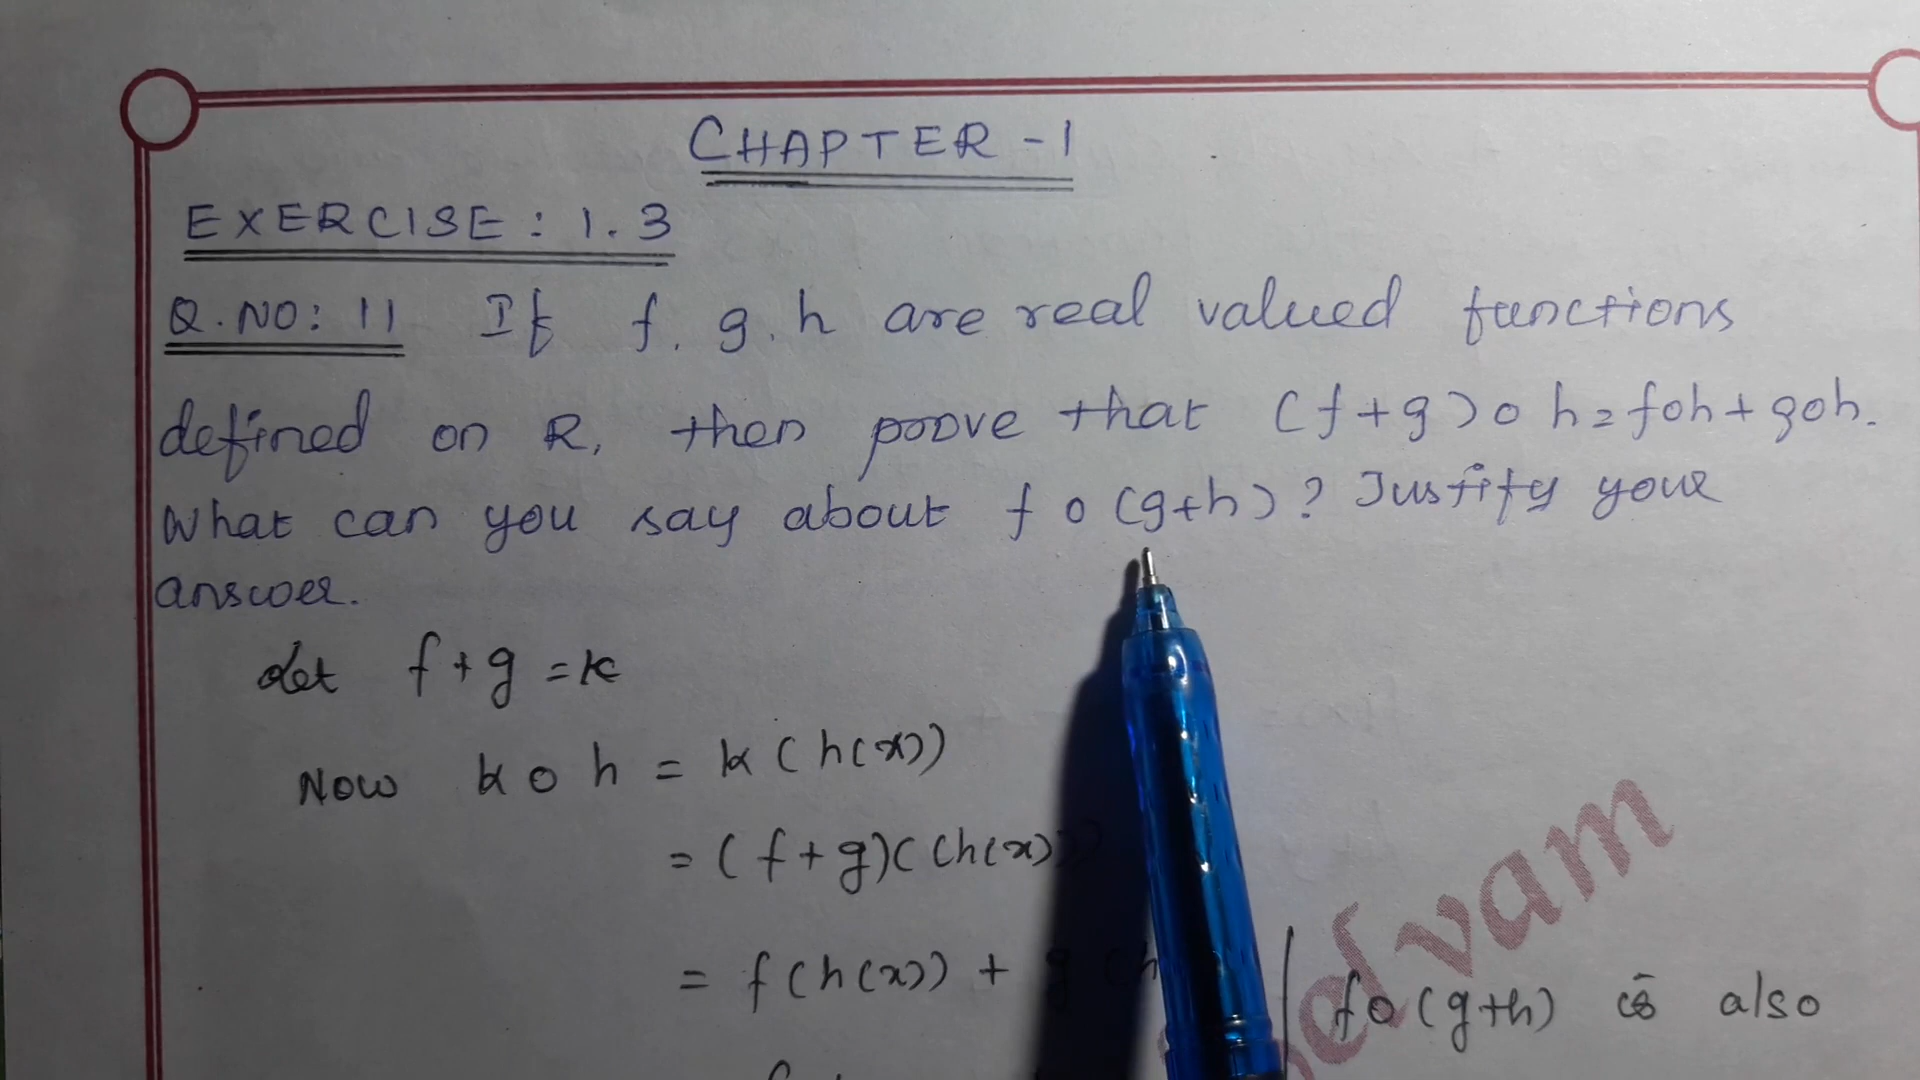 CHAPTER - 1
EXERCISE : 1.3
Q.NO: 11 If f, g, h are real valued functions
defined on R, then prove that (f+g)o h = foh + goh.
What can you say about f o (g+h)? Justify your
answer.
Let f+g = k
Now k o h = k(h(x))
= (f+g)((h(x)))
= f(h(x)) + g(h
fo(g+h) is also